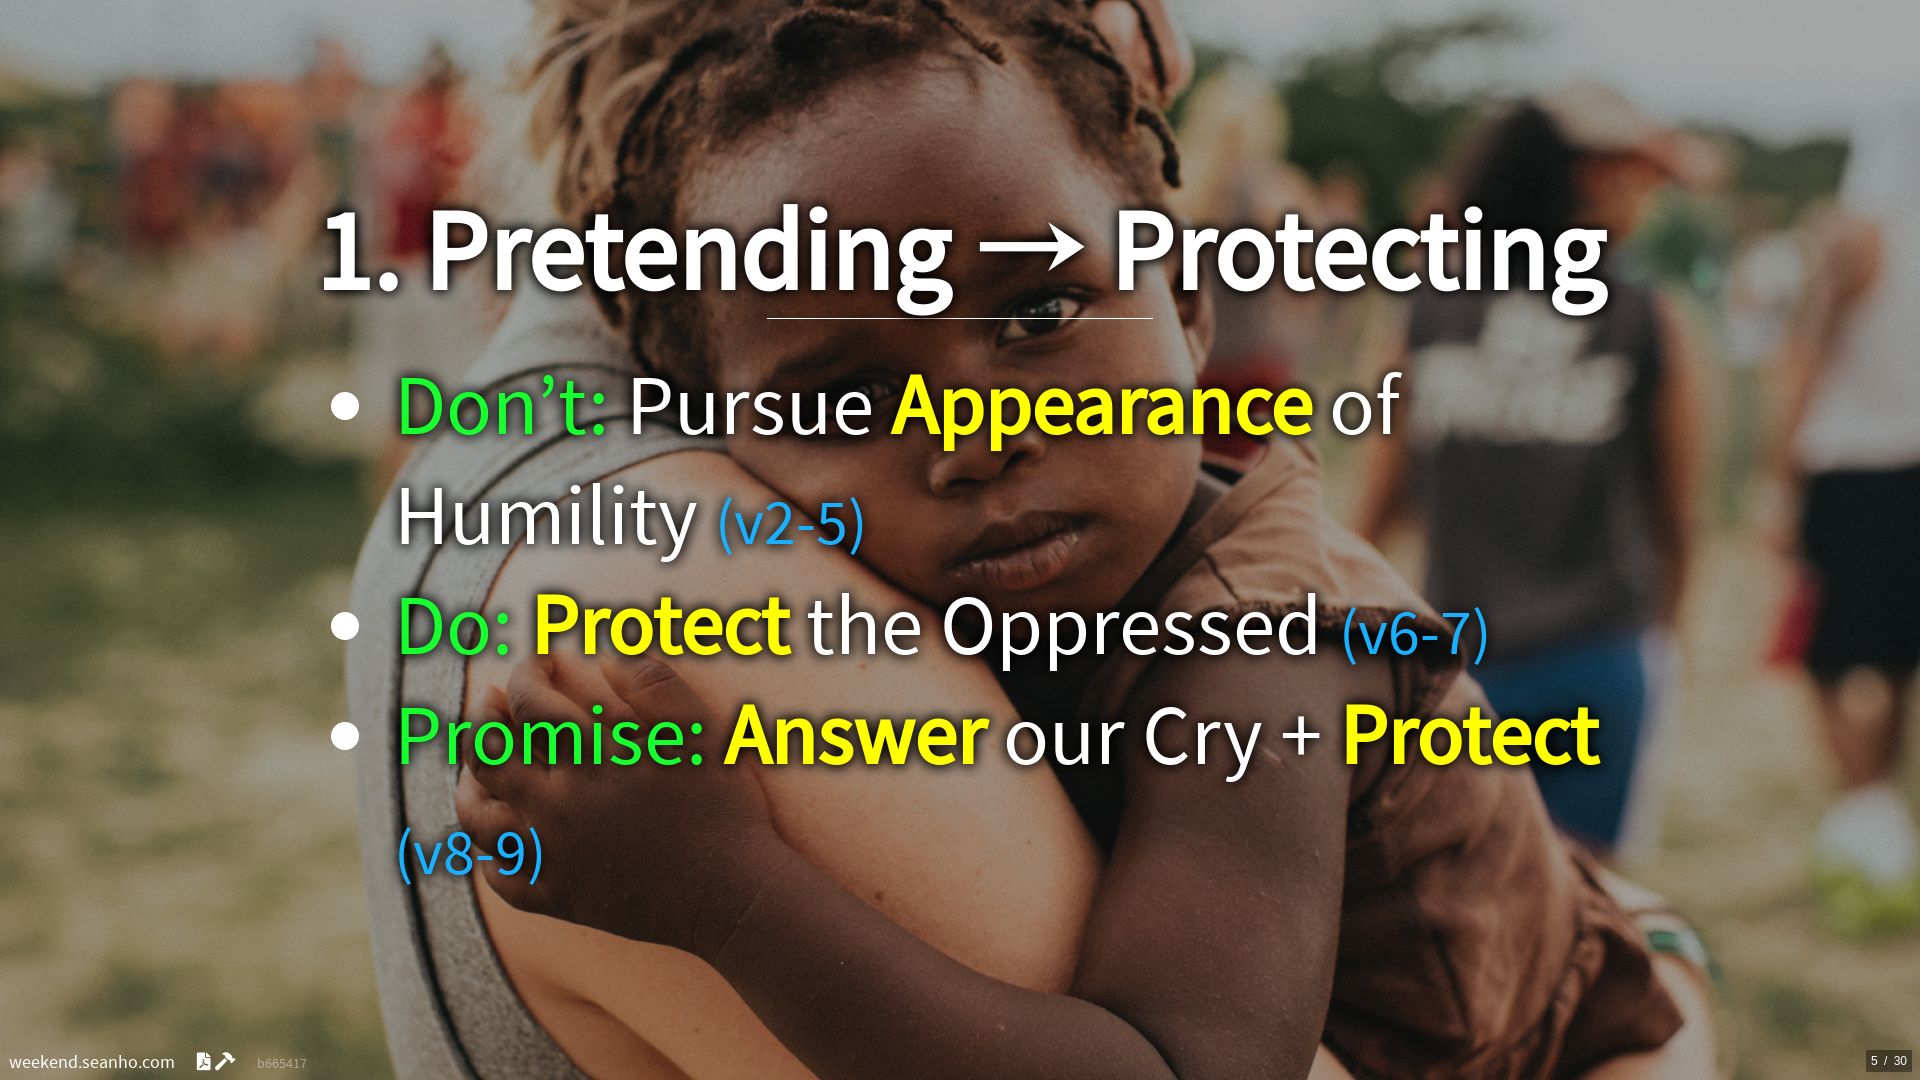 1. Pretending → Protecting
• Don’t: Pursue Appearance of
Humility (v2-5)
• Do: Protect the Oppressed (v6-7)
• Promise: Answer our Cry + Protect
(v8-9)
weekend.seanho.com b665417
5 / 30